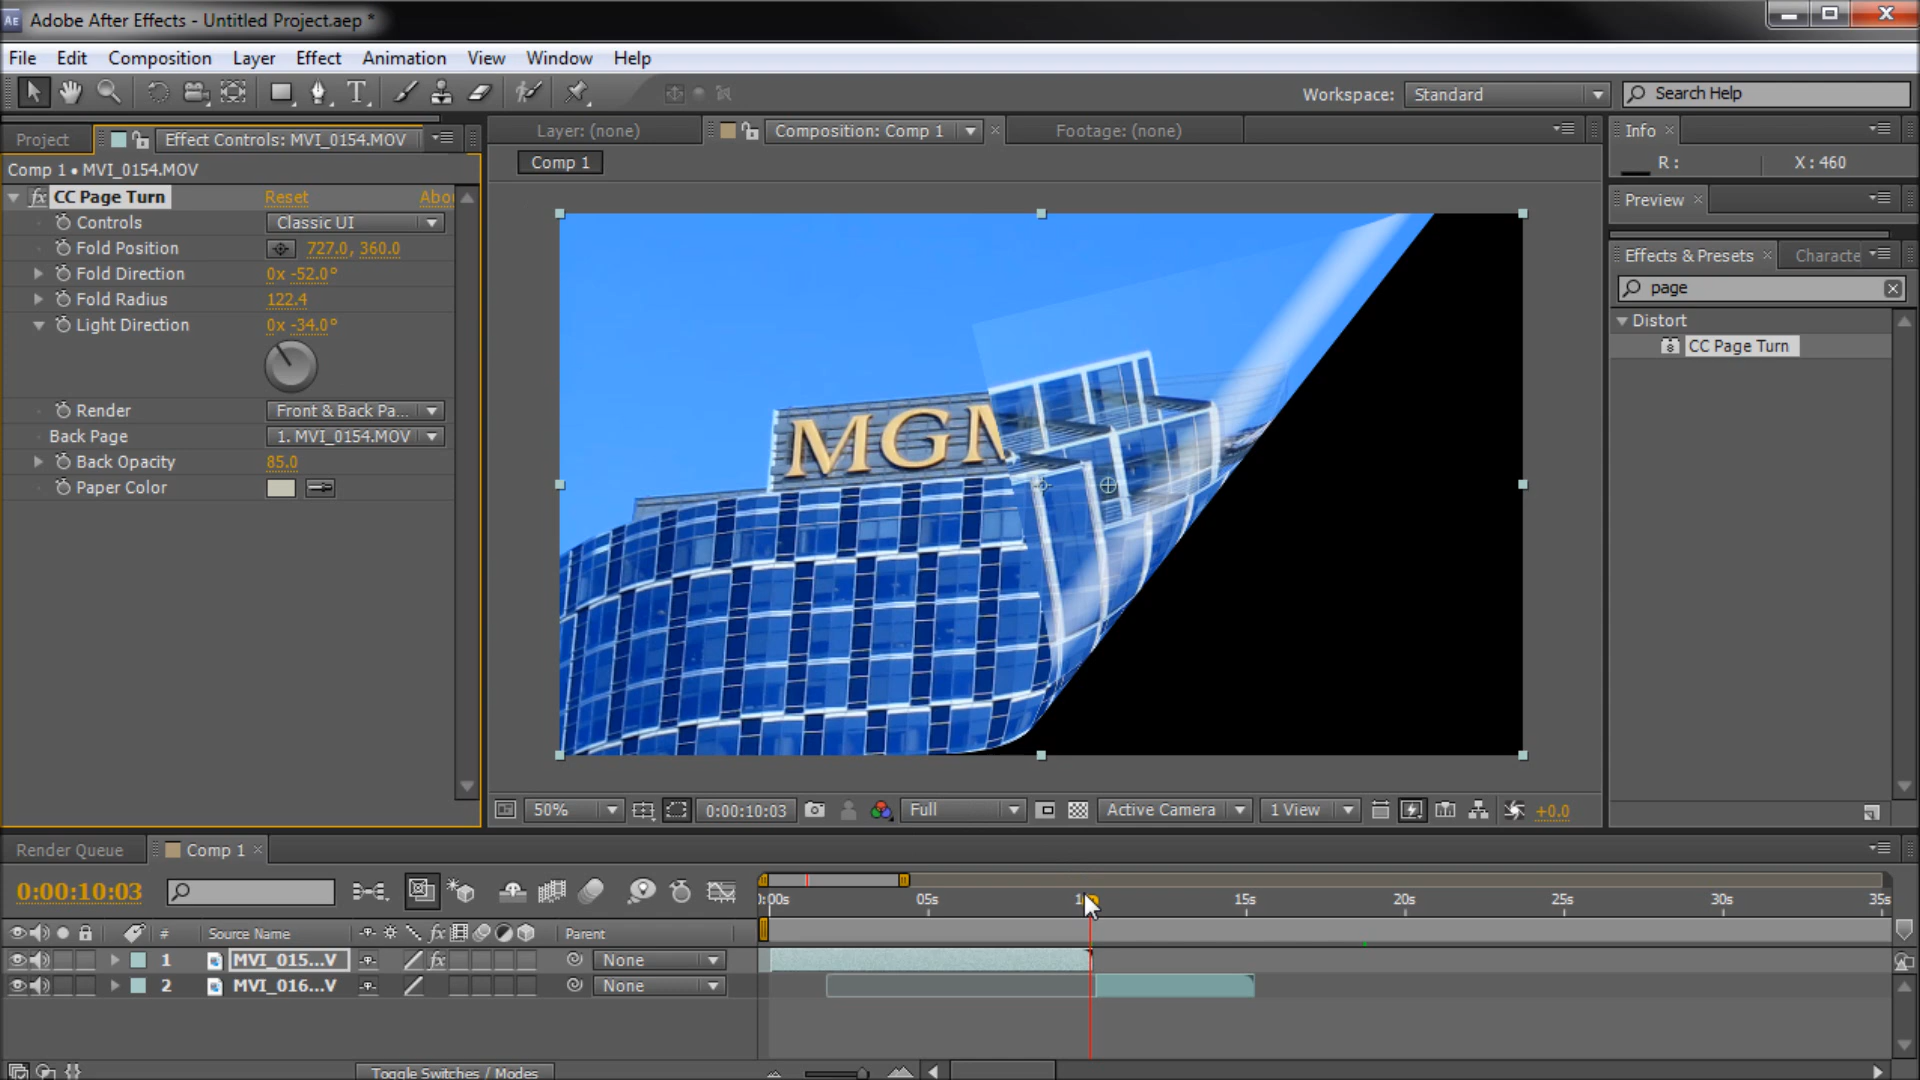 Adobe After Effects - Untitled Project.aep *
File Edit Composition Layer Effect Animation View Window Help
Workspace: Standard
Search Help
Project
Effect Controls: MVI_0154.MOV
Layer: (none)
Composition: Comp 1
Footage: (none)
Info
Comp 1 • MVI_0154.MOV
Comp 1
R :
X : 460
CC Page Turn
Reset
Abo
Controls
Classic UI
Preview
Fold Position
727.0, 360.0
Effects & Presets
Characte
Fold Direction
0x -52.0°
page
Fold Radius
122.4
Distort
Light Direction
0x -34.0°
CC Page Turn
MGM
Render
Front & Back Pa...
Back Page
1. MVI_0154.MOV
Back Opacity
85.0
Paper Color
50%
0:00:10:03
Full
Active Camera
1 View
+0.0
Render Queue
Comp 1
0:00:10:03
):00s
05s
15s
20s
25s
30s
35s
#
Source Name
fx
Parent
1
MVI_015...V
fx
None
2
MVI_016...V
None
Toggle Switches / Modes